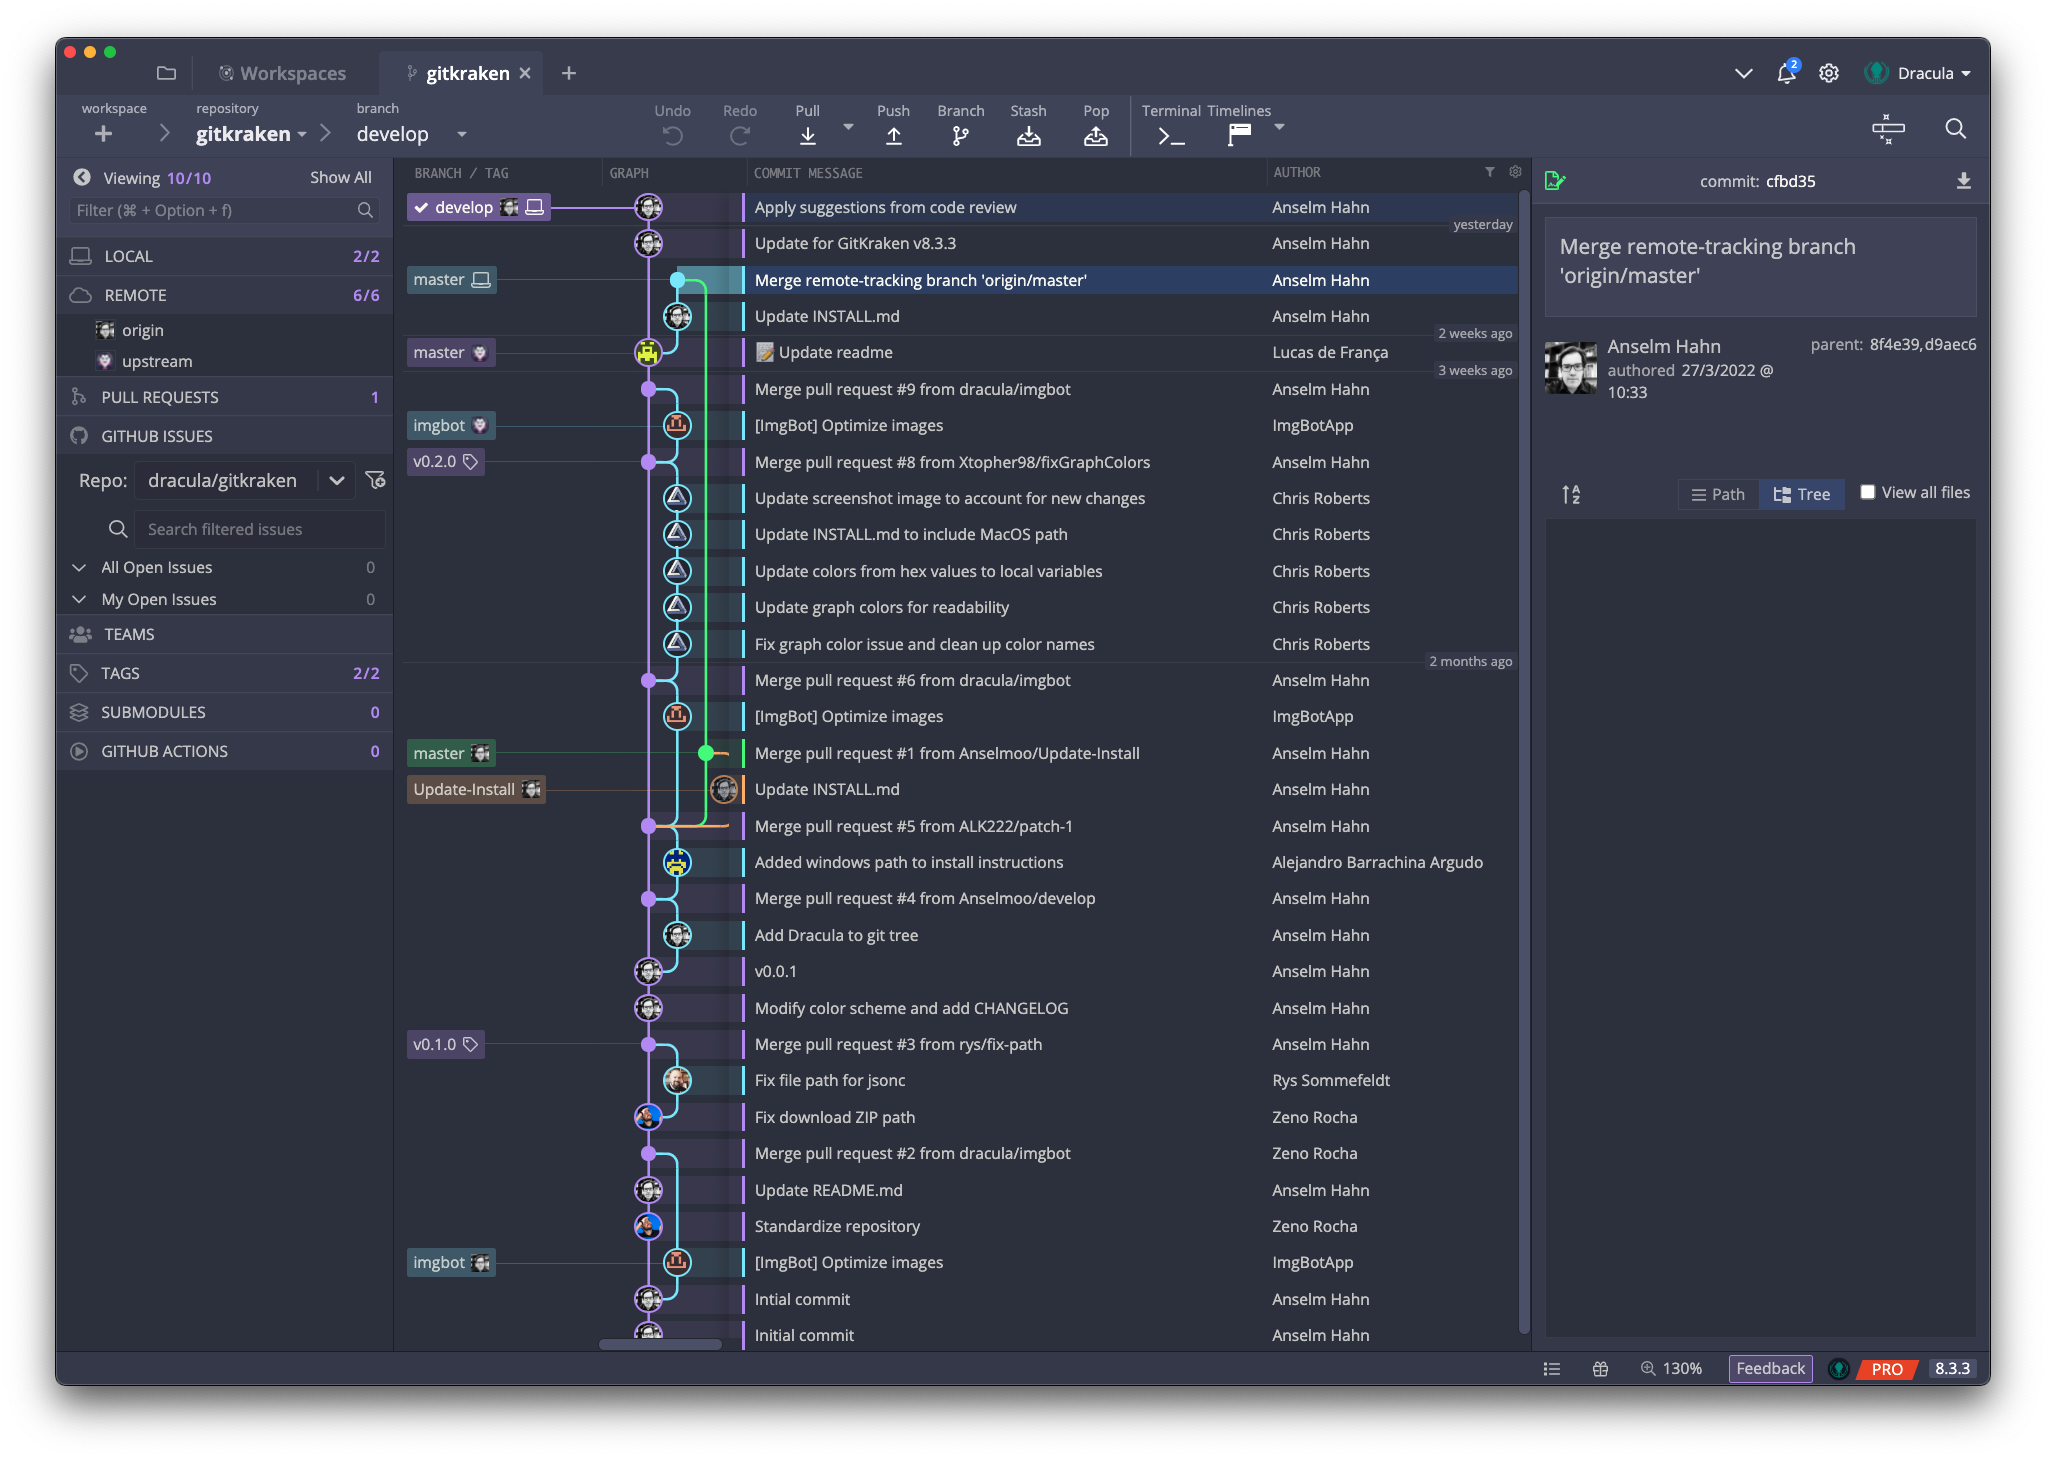 Workspaces
gitkraken
2
Dracula
workspace
repository
gitkraken
branch
develop
Undo
Redo
Pull
Push
Branch
Stash
Pop
Terminal
Timelines
Viewing 10/10
Show All
Filter (⌘ + Option + f)
LOCAL 2/2
REMOTE 6/6
origin
upstream
PULL REQUESTS 1
GITHUB ISSUES
Repo: dracula/gitkraken
Search filtered issues
All Open Issues 0
My Open Issues 0
TEAMS
TAGS 2/2
SUBMODULES 0
GITHUB ACTIONS 0
BRANCH / TAG GRAPH COMMIT MESSAGE AUTHOR
develop Apply suggestions from code review Anselm Hahn
yesterday
Update for GitKraken v8.3.3 Anselm Hahn
master Merge remote-tracking branch 'origin/master' Anselm Hahn
Update INSTALL.md Anselm Hahn
2 weeks ago
master 📝 Update readme Lucas de França
3 weeks ago
Merge pull request #9 from dracula/imgbot Anselm Hahn
imgbot [ImgBot] Optimize images ImgBotApp
v0.2.0 Merge pull request #8 from Xtopher98/fixGraphColors Anselm Hahn
Update screenshot image to account for new changes Chris Roberts
Update INSTALL.md to include MacOS path Chris Roberts
Update colors from hex values to local variables Chris Roberts
Update graph colors for readability Chris Roberts
Fix graph color issue and clean up color names Chris Roberts
2 months ago
Merge pull request #6 from dracula/imgbot Anselm Hahn
[ImgBot] Optimize images ImgBotApp
master Merge pull request #1 from Anselmoo/Update-Install Anselm Hahn
Update-Install Update INSTALL.md Anselm Hahn
Merge pull request #5 from ALK222/patch-1 Anselm Hahn
Added windows path to install instructions Alejandro Barrachina Argudo
Merge pull request #4 from Anselmoo/develop Anselm Hahn
Add Dracula to git tree Anselm Hahn
v0.0.1 Anselm Hahn
Modify color scheme and add CHANGELOG Anselm Hahn
v0.1.0 Merge pull request #3 from rys/fix-path Anselm Hahn
Fix file path for jsonc Rys Sommefeldt
Fix download ZIP path Zeno Rocha
Merge pull request #2 from dracula/imgbot Zeno Rocha
Update README.md Anselm Hahn
Standardize repository Zeno Rocha
imgbot [ImgBot] Optimize images ImgBotApp
Intial commit Anselm Hahn
Initial commit Anselm Hahn
commit: cfbd35
Merge remote-tracking branch
'origin/master'
Anselm Hahn
parent: 8f4e39,d9aec6
authored 27/3/2022 @
10:33
Path
Tree
View all files
130%
Feedback
PRO
8.3.3